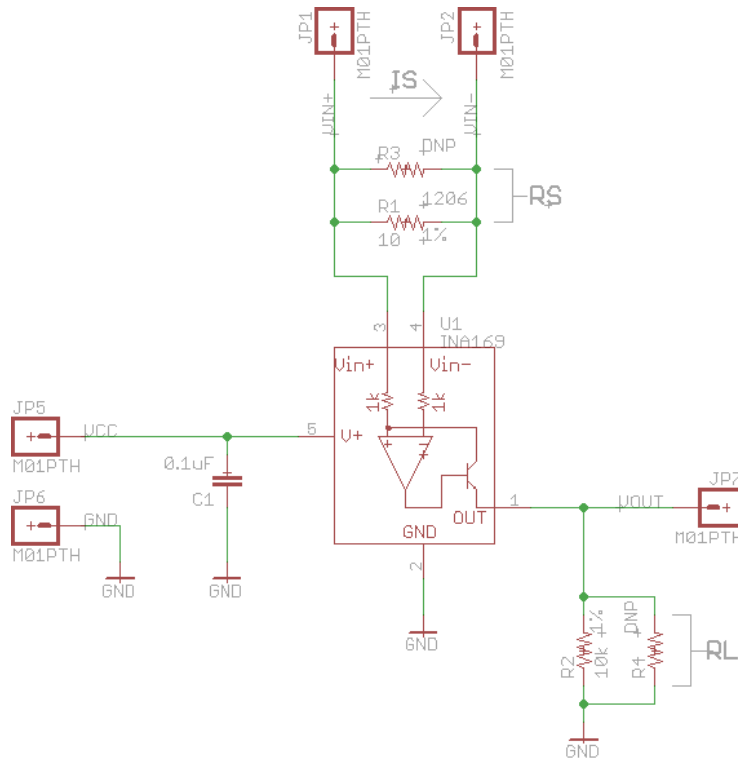 JP1
M01PTH
JP2
M01PTH
IS
VIN+
VIN-
R3
DNP
1206
R1
10
1%
RS
3
4
U1
INA169
Vin+
Vin-
1k
1k
JP5
VCC
M01PTH
5
V+
0.1uF
C1
JP6
GND
M01PTH
GND
GND
OUT
GND
1
2
GND
VOUT
JP7
M01PTH
1%
DNP
R2
10k
R4
RL
GND